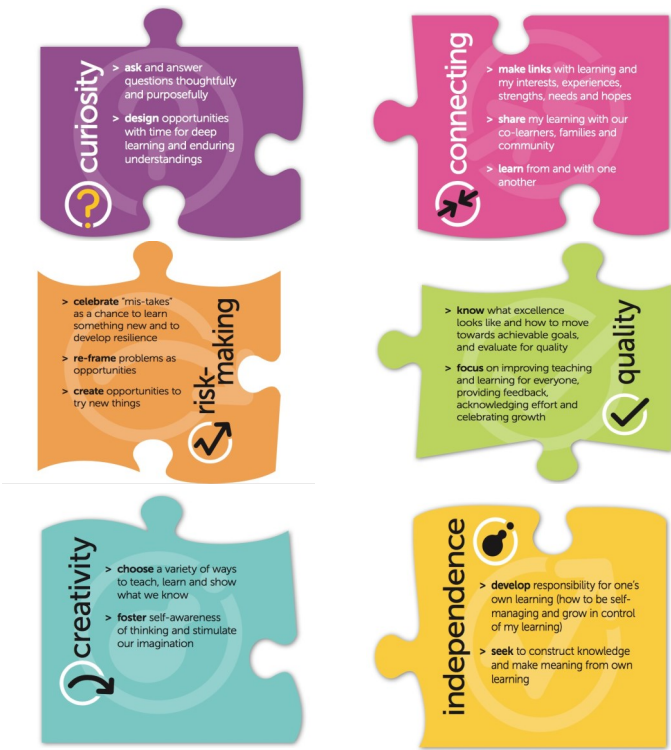 curiosity
> ask and answer
questions thoughtfully
and purposefully
> design opportunities
with time for deep
learning and enduring
understandings
?
connecting
> make links with learning and
my interests, experiences,
strengths, needs and hopes
> share my learning with our
co-learners, families and
community
> learn from and with one
another
> celebrate "mis-takes"
as a chance to learn
something new and to
develop resilience
> re-frame problems as
opportunities
> create opportunities to
try new things
risk-
making
> know what excellence
looks like and how to move
towards achievable goals,
and evaluate for quality
> focus on improving teaching
and learning for everyone,
providing feedback,
acknowledging effort and
celebrating growth
quality
creativity
> choose a variety of ways
to teach, learn and show
what we know
> foster self-awareness
of thinking and stimulate
our imagination
independence
> develop responsibility for one's
own learning (how to be self-
managing and grow in control
of my learning)
> seek to construct knowledge
and make meaning from own
learning